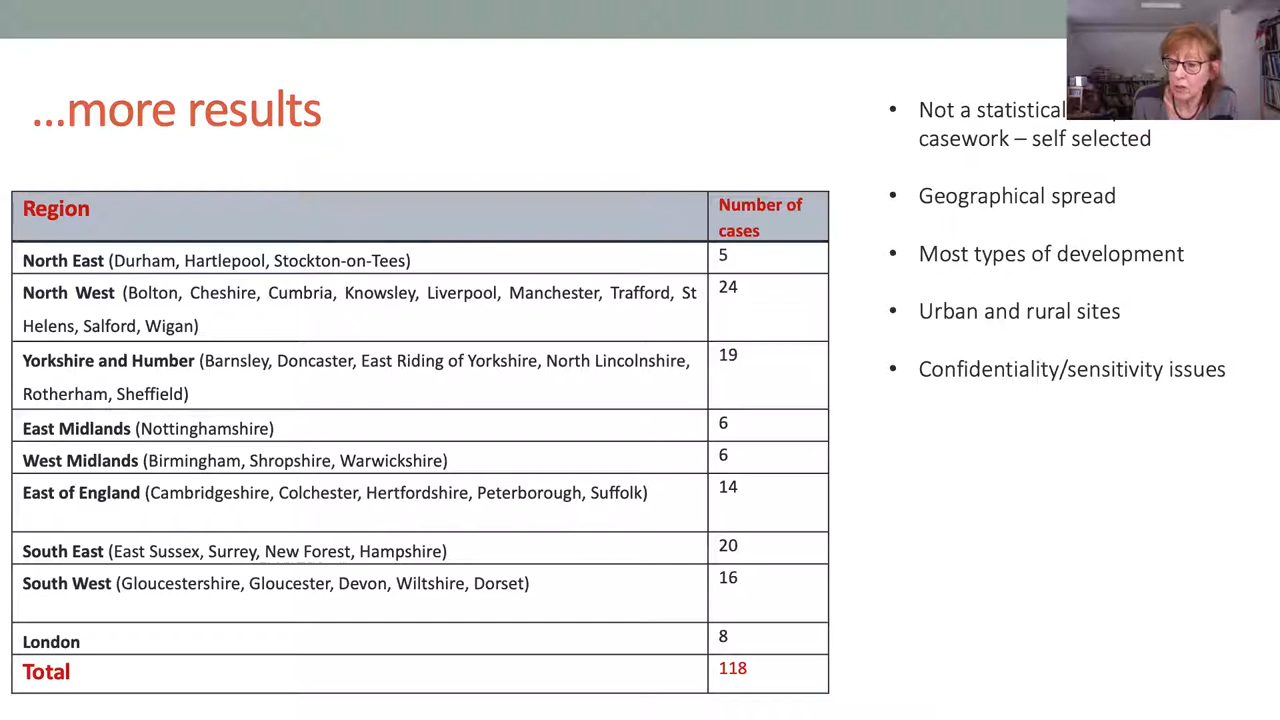 ...more results
Region
Number of
cases
North East (Durham, Hartlepool, Stockton-on-Tees)
5
North West (Bolton, Cheshire, Cumbria, Knowsley, Liverpool, Manchester, Trafford, St
Helens, Salford, Wigan)
24
Yorkshire and Humber (Barnsley, Doncaster, East Riding of Yorkshire, North Lincolnshire,
Rotherham, Sheffield)
19
East Midlands (Nottinghamshire)
6
West Midlands (Birmingham, Shropshire, Warwickshire)
6
East of England (Cambridgeshire, Colchester, Hertfordshire, Peterborough, Suffolk)
14
South East (East Sussex, Surrey, New Forest, Hampshire)
20
South West (Gloucestershire, Gloucester, Devon, Wiltshire, Dorset)
16
London
8
Total
118
• Not a statistical
casework – self selected
• Geographical spread
• Most types of development
• Urban and rural sites
• Confidentiality/sensitivity issues